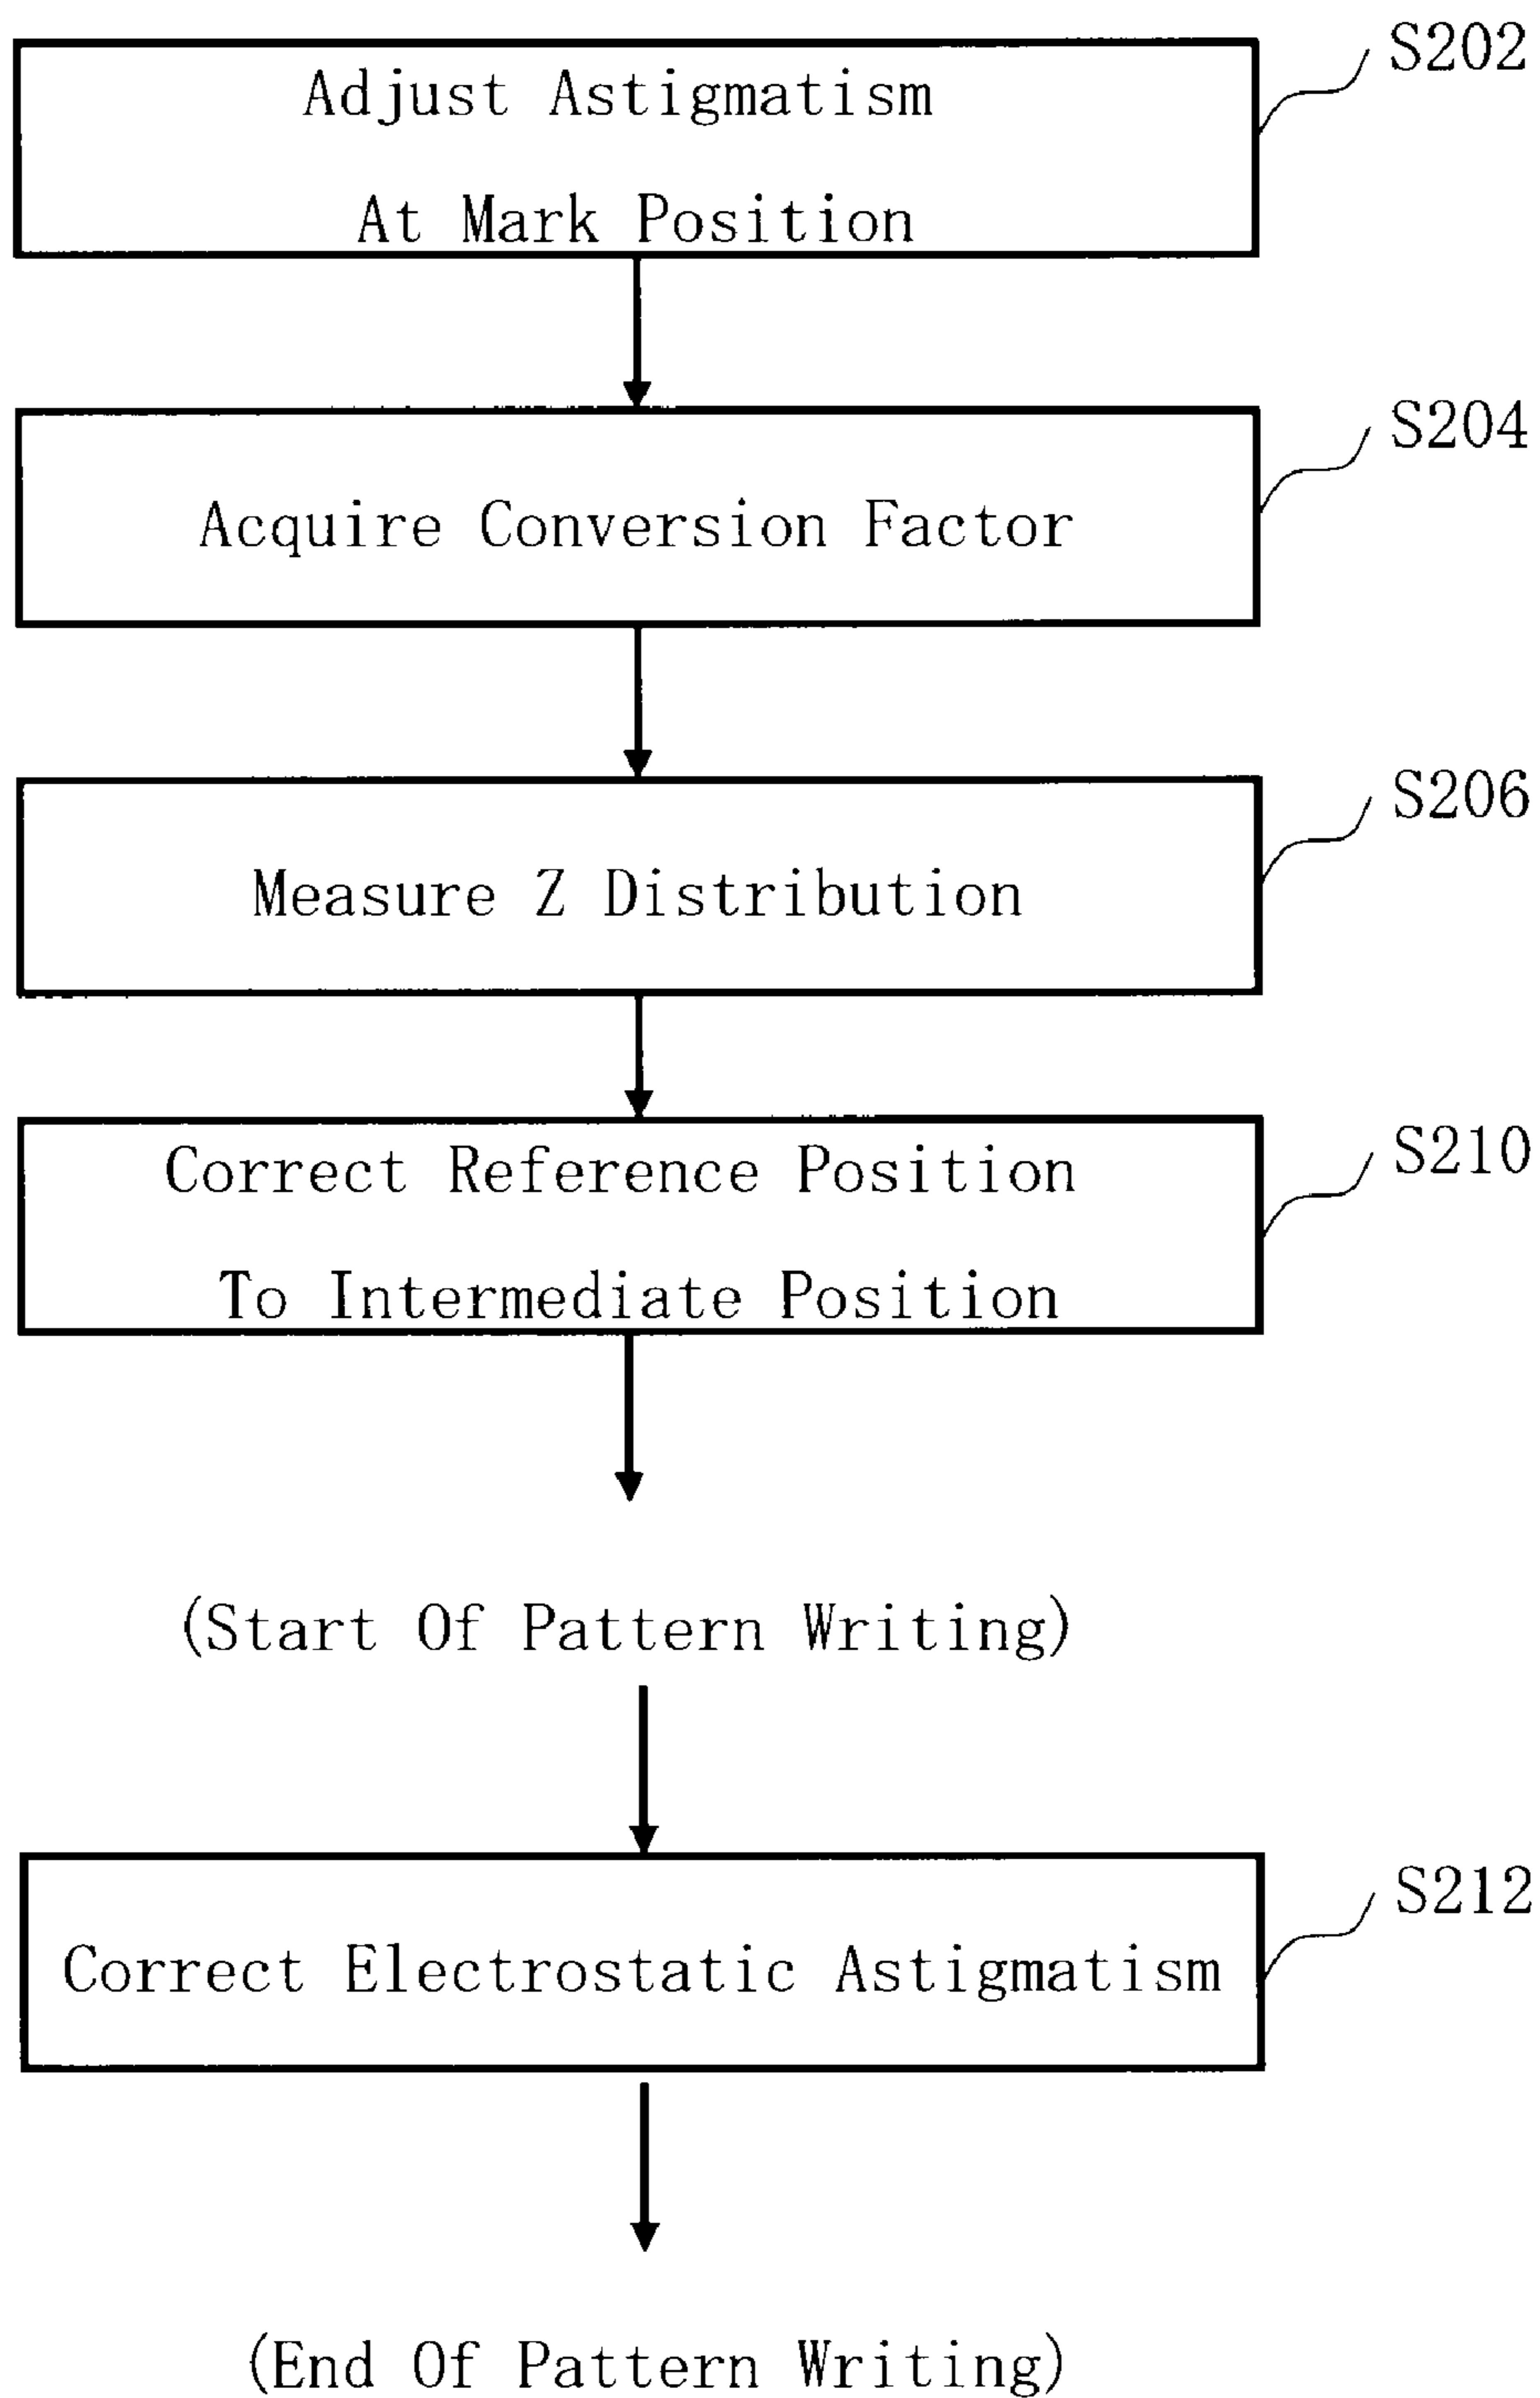 S202
Adjust Astigmatism
At Mark Position
S204
Acquire Conversion Factor
S206
Measure Z Distribution
S210
Correct Reference Position
To Intermediate Position
(Start Of Pattern Writing)
S212
Correct Electrostatic Astigmatism
(End Of Pattern Writing)